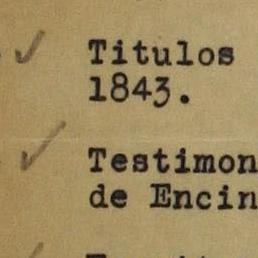 Titulos
1843.
Testimon
de Encin